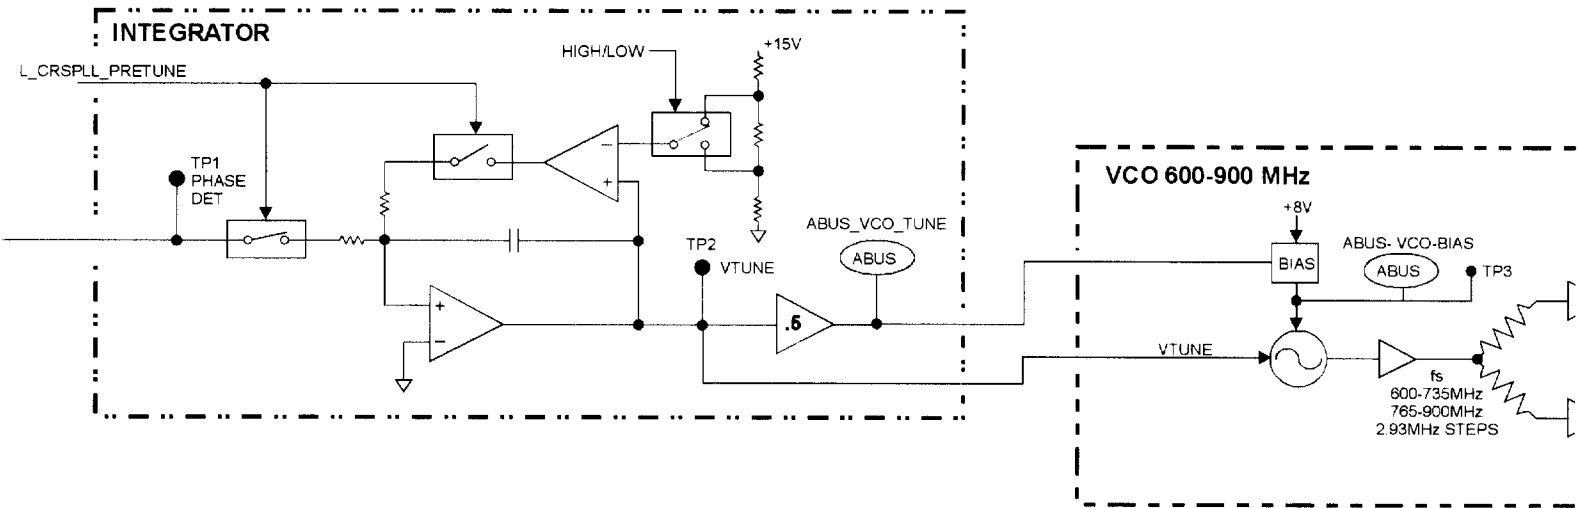 INTEGRATOR
L_CRSPLL_PRETUNE
HIGH/LOW
+15V
TP1
PHASE
DET
−
+
TP2
VTUNE
ABUS_VCO_TUNE
ABUS
+
−
.5
VCO 600-900 MHz
+8V
BIAS
ABUS- VCO-BIAS
ABUS
TP3
VTUNE
fs
600-735MHz
765-900MHz
2.93MHz STEPS